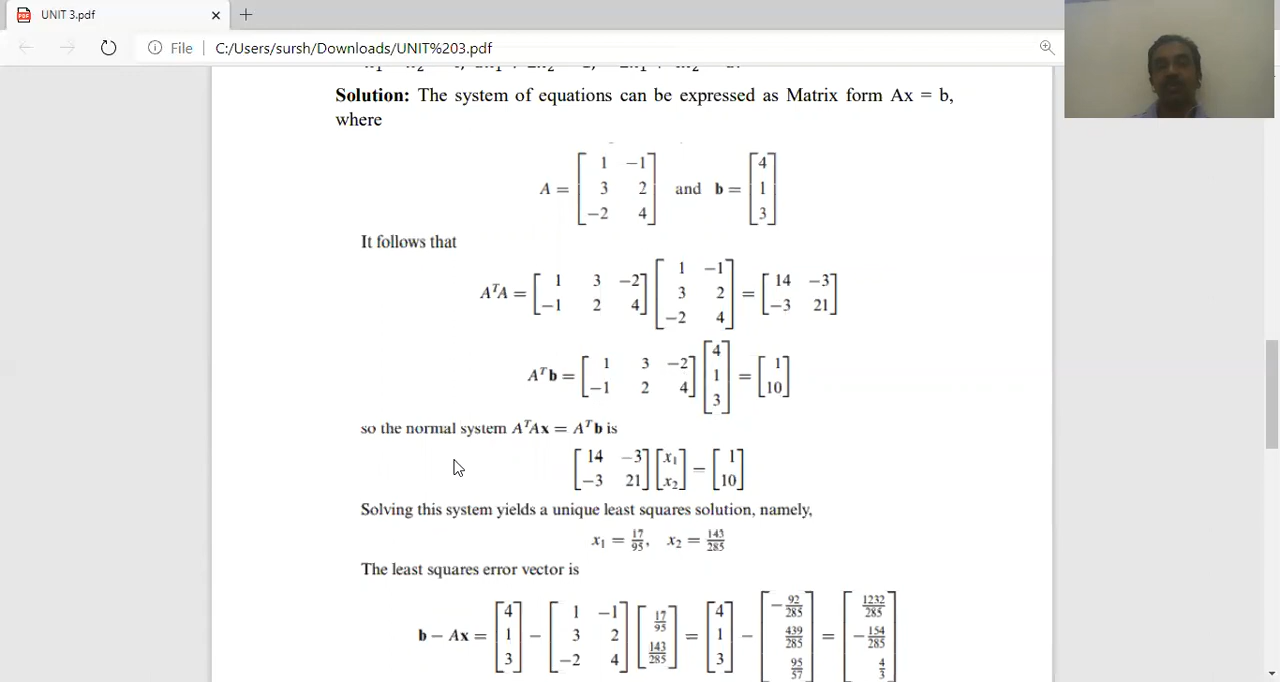 UNIT 3.pdf
File C:/Users/sursh/Downloads/UNIT%203.pdf
Solution: The system of equations can be expressed as Matrix form Ax = b,
where
A = [1 −1; 3 2; −2 4] and b = [4; 1; 3]
It follows that
AᵀA = [1 3 −2; −1 2 4] [1 −1; 3 2; −2 4] = [14 −3; −3 21]
Aᵀb = [1 3 −2; −1 2 4] [4; 1; 3] = [1; 10]
so the normal system AᵀAx = Aᵀb is
[14 −3; −3 21] [x₁; x₂] = [1; 10]
Solving this system yields a unique least squares solution, namely,
x₁ = 17/95, x₂ = 143/285
The least squares error vector is
b − Ax = [4; 1; 3] − [1 −1; 3 2; −2 4] [17/95; 143/285] = [4; 1; 3] − [−92/285; 439/285; 95/57] = [1232/285; −154/285; 4/3]